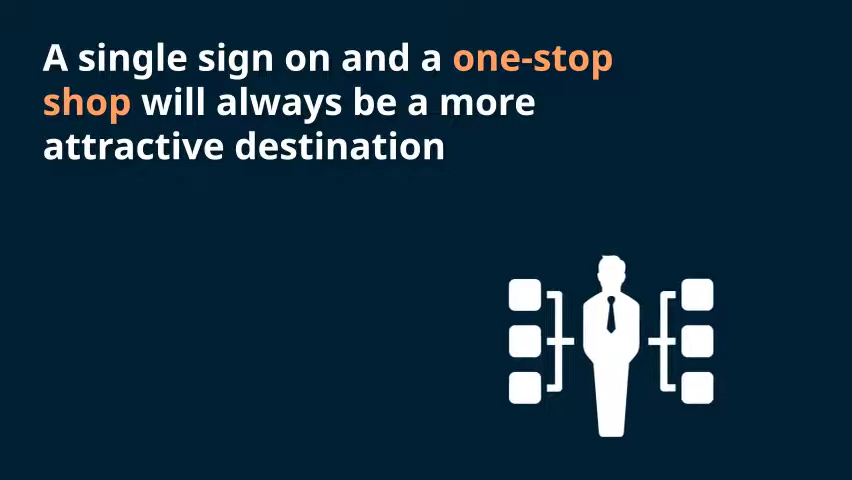 A single sign on and a one-stop
shop will always be a more
attractive destination